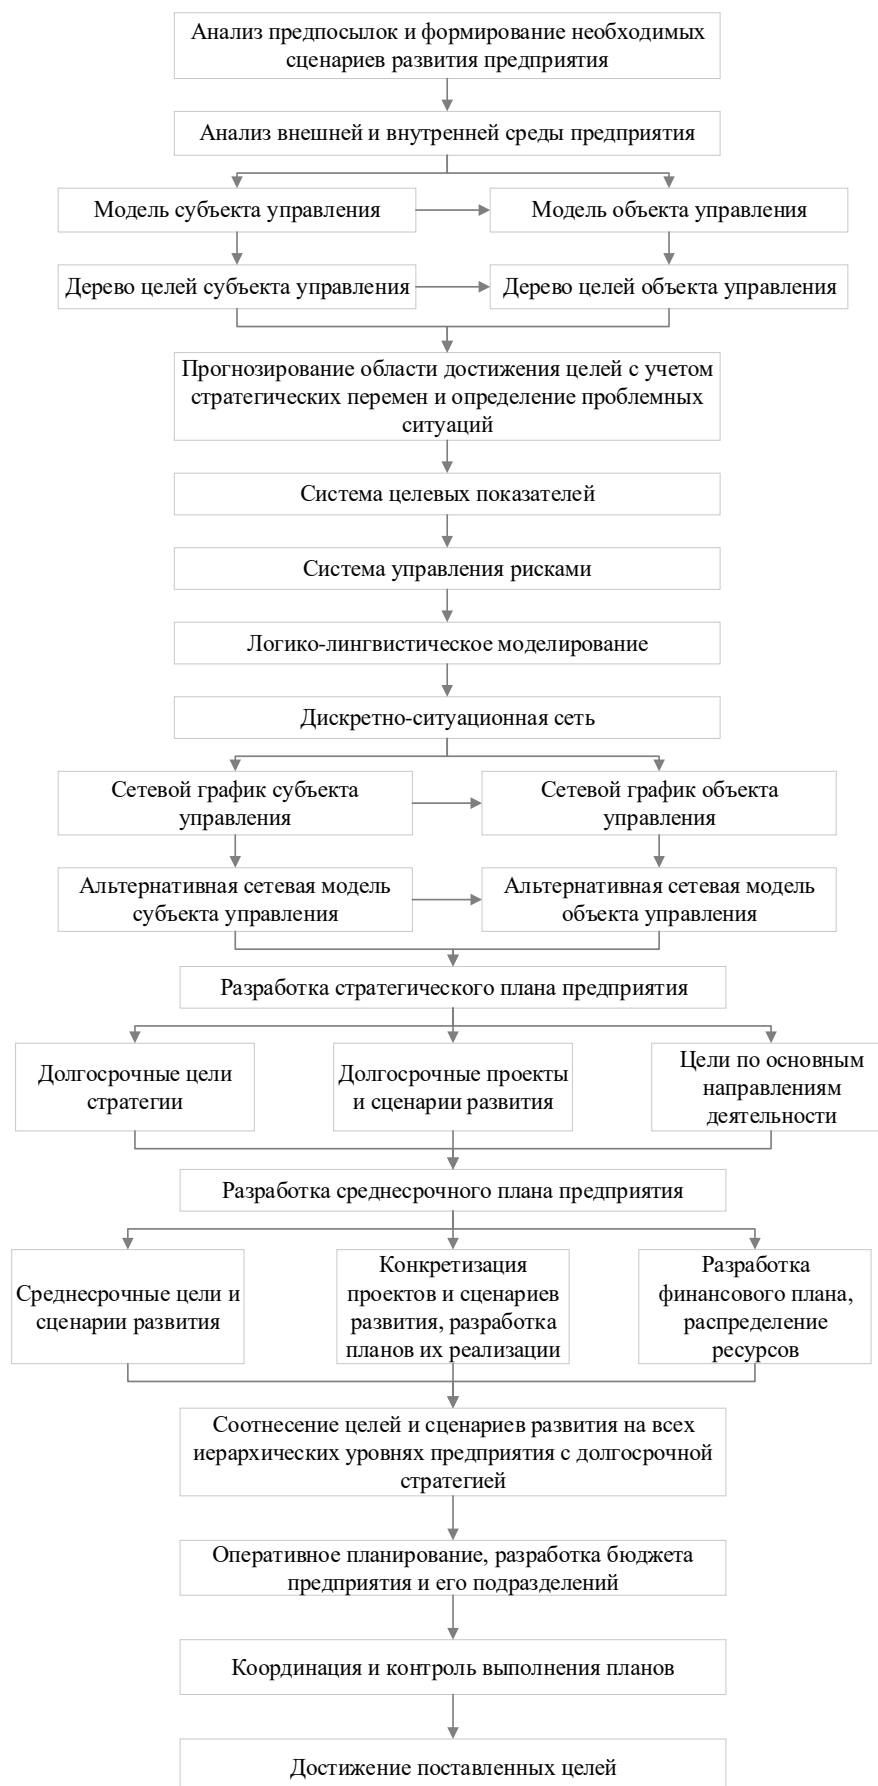 Анализ предпосылок и формирование необходимых
сценариев развития предприятия
Анализ внешней и внутренней среды предприятия
Модель субъекта управления
Модель объекта управления
Дерево целей субъекта управления
Дерево целей объекта управления
Прогнозирование области достижения целей с учетом
стратегических перемен и определение проблемных
ситуаций
Система целевых показателей
Система управления рисками
Логико-лингвистическое моделирование
Дискретно-ситуационная сеть
Сетевой график субъекта
управления
Сетевой график объекта
управления
Альтернативная сетевая модель
субъекта управления
Альтернативная сетевая модель
объекта управления
Разработка стратегического плана предприятия
Долгосрочные цели
стратегии
Долгосрочные проекты
и сценарии развития
Цели по основным
направлениям
деятельности
Разработка среднесрочного плана предприятия
Среднесрочные цели и
сценарии развития
Конкретизация
проектов и сценариев
развития, разработка
планов их реализации
Разработка
финансового плана,
распределение
ресурсов
Соотнесение целей и сценариев развития на всех
иерархических уровнях предприятия с долгосрочной
стратегией
Оперативное планирование, разработка бюджета
предприятия и его подразделений
Координация и контроль выполнения планов
Достижение поставленных целей